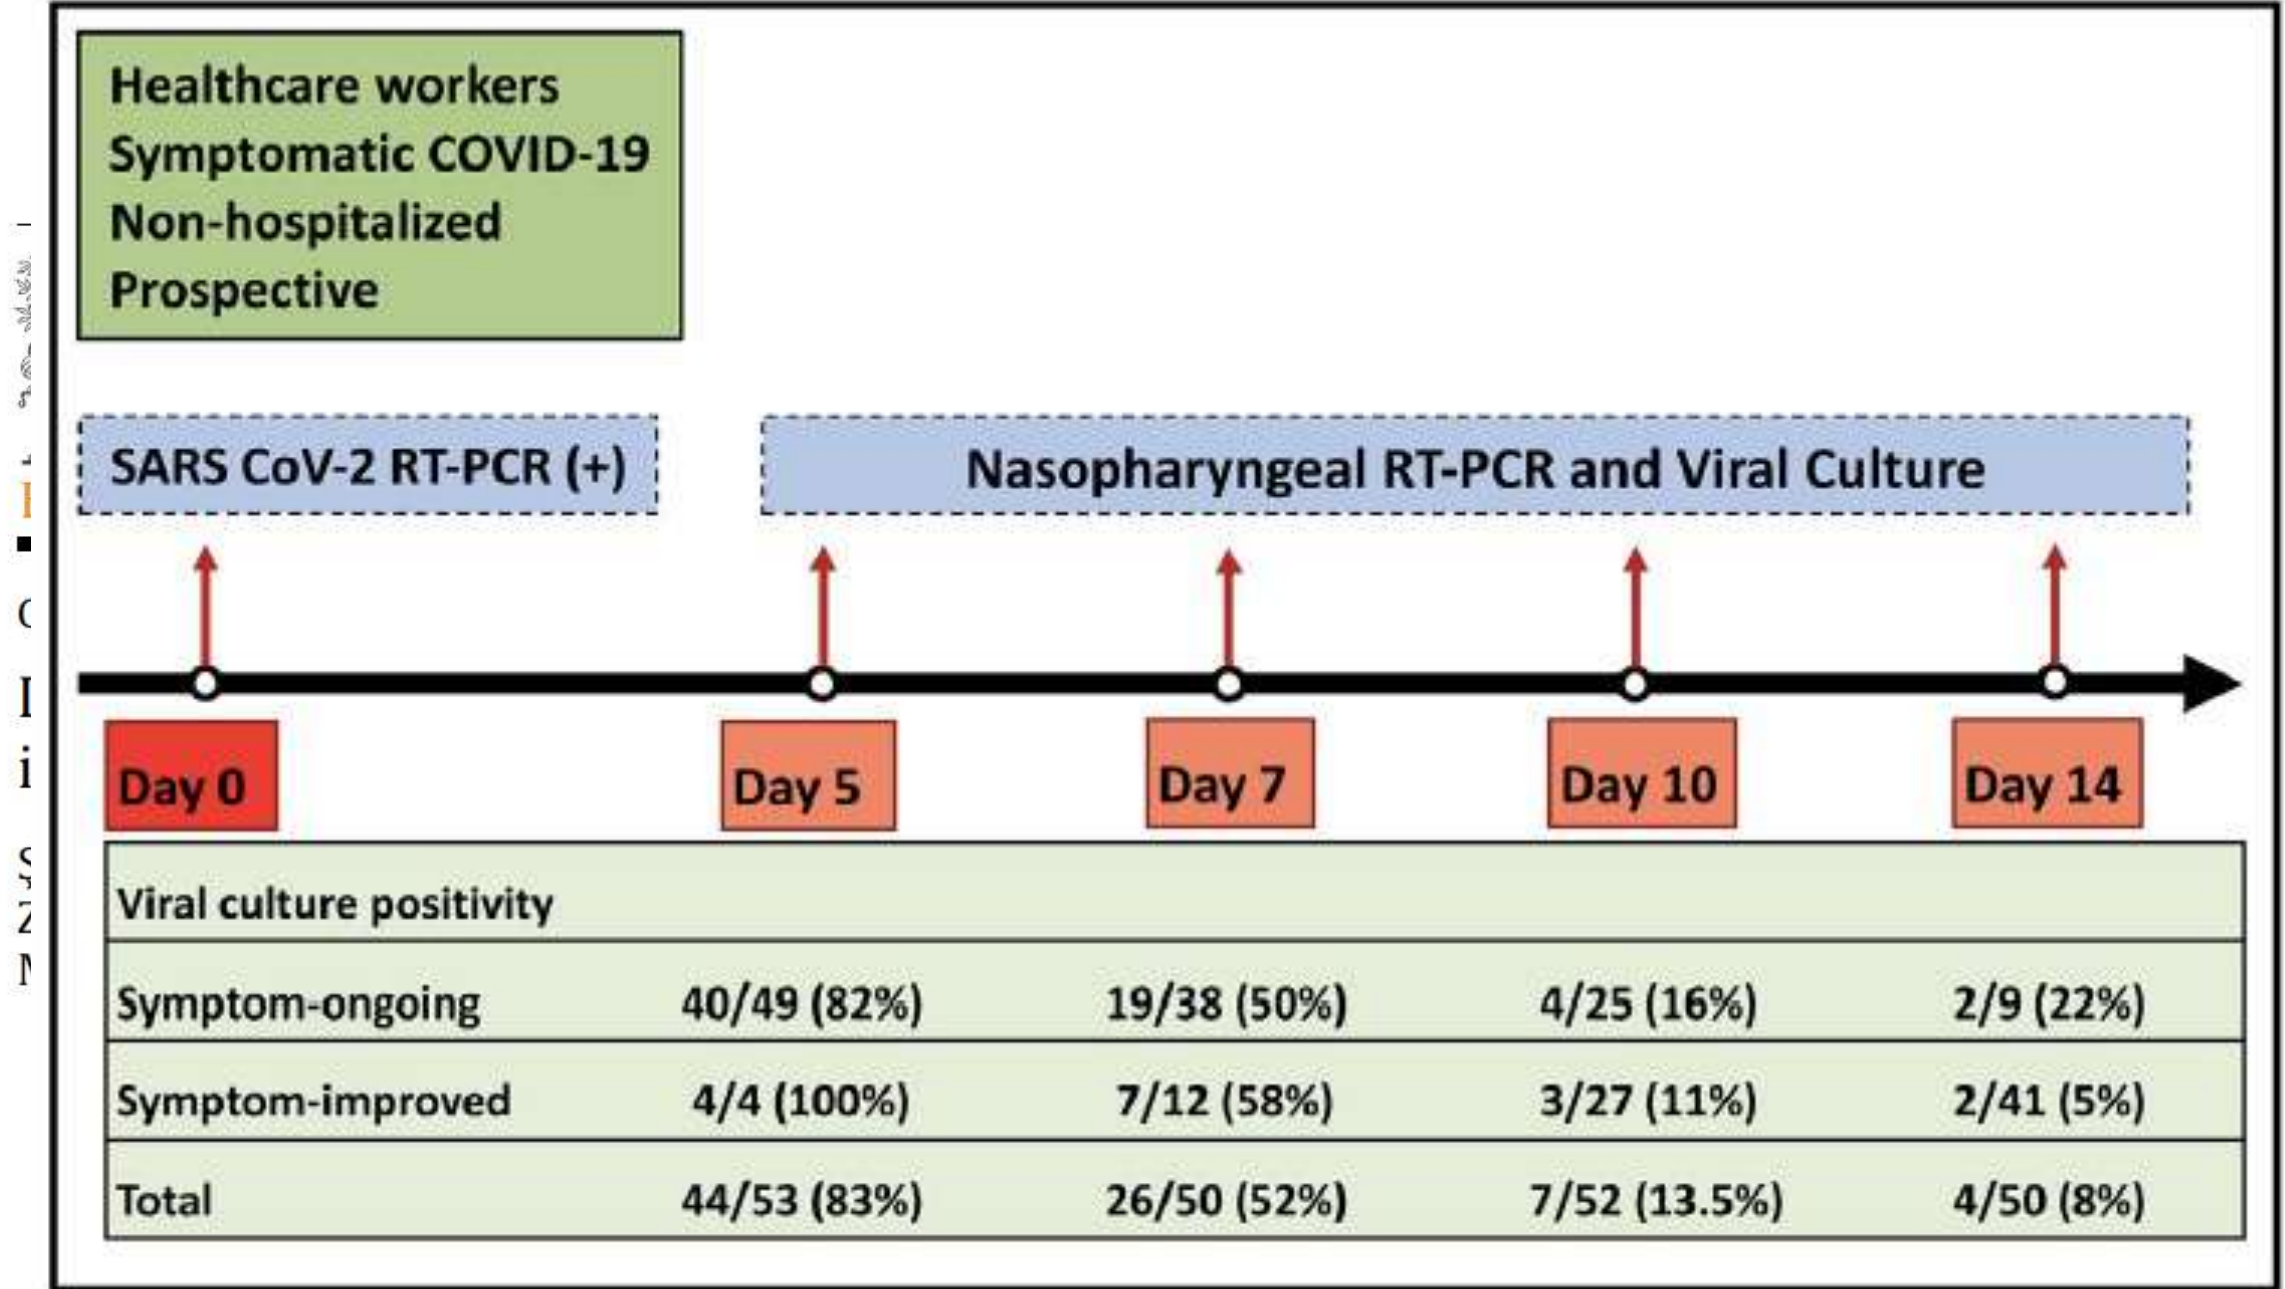 Healthcare workers
Symptomatic COVID-19
Non-hospitalized
Prospective
SARS CoV-2 RT-PCR (+)
Nasopharyngeal RT-PCR and Viral Culture
Day 0
Day 5
Day 7
Day 10
Day 14
Viral culture positivity
Symptom-ongoing 40/49 (82%) 19/38 (50%) 4/25 (16%) 2/9 (22%)
Symptom-improved 4/4 (100%) 7/12 (58%) 3/27 (11%) 2/41 (5%)
Total 44/53 (83%) 26/50 (52%) 7/52 (13.5%) 4/50 (8%)